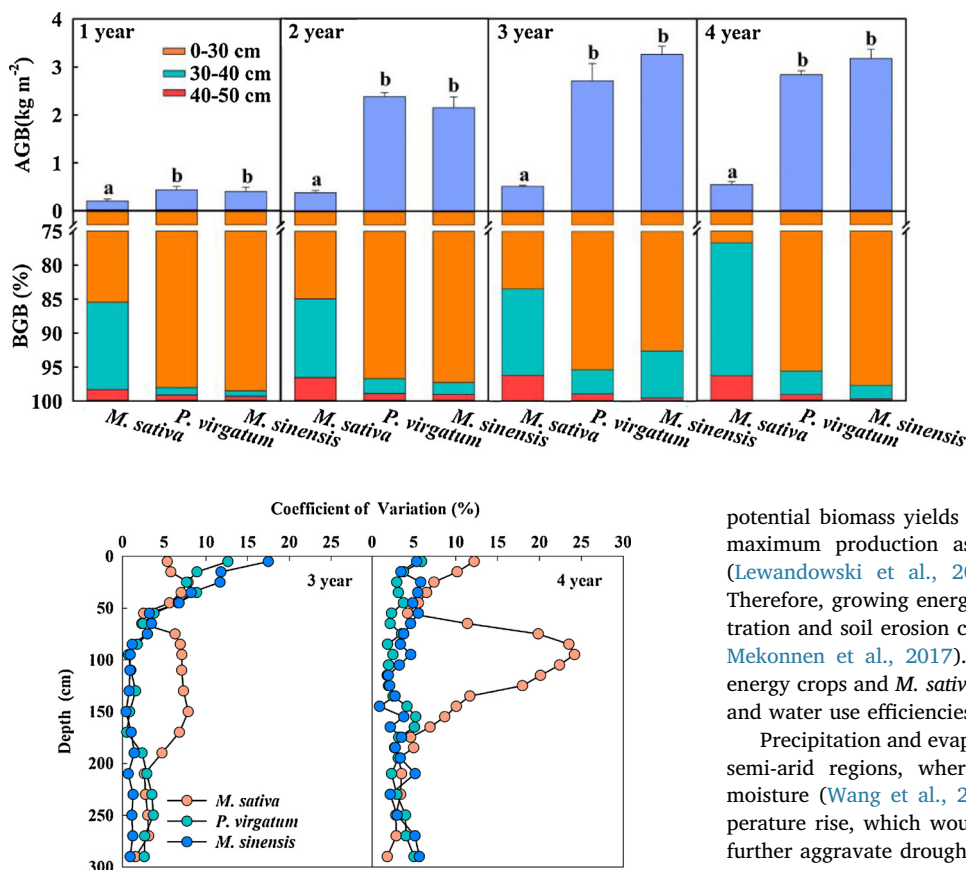 1 year 2 year 3 year 4 year
0-30 cm
30-40 cm
40-50 cm
AGB(kg m-2)
4
3
2
1
0
a b b a b b a b b a b b
BGB (%)
75
80
85
90
95
100
M. sativa P. virgatum M. sinensis M. sativa P. virgatum M. sinensis M. sativa P. virgatum M. sinensis M. sativa P. virgatum M. sinensis
Coefficient of Variation (%)
0 5 10 15 20 25 0 5 10 15 20 25 30
3 year 4 year
Depth (cm)
0
50
100
150
200
250
300
M. sativa
P. virgatum
M. sinensis
potential biomass yields
maximum production as
(Lewandowski et al., 20
Therefore, growing energ
tration and soil erosion c
Mekonnen et al., 2017).
energy crops and M. sativ
and water use efficiencies
Precipitation and evap
semi-arid regions, wher
moisture (Wang et al., 2
perature rise, which wou
further aggravate drough